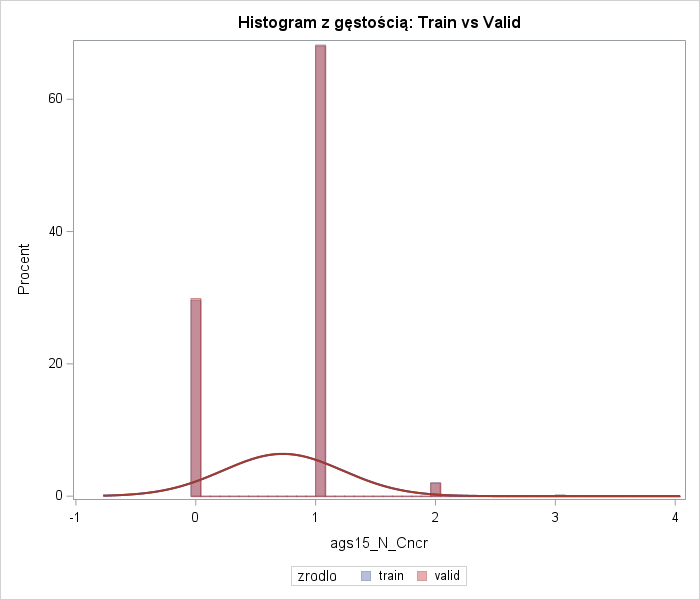 Histogram z gęstością: Train vs Valid
60
40
20
0
Procent
-1 0 1 2 3 4
ags15_N_Cncr
zrodlo train valid